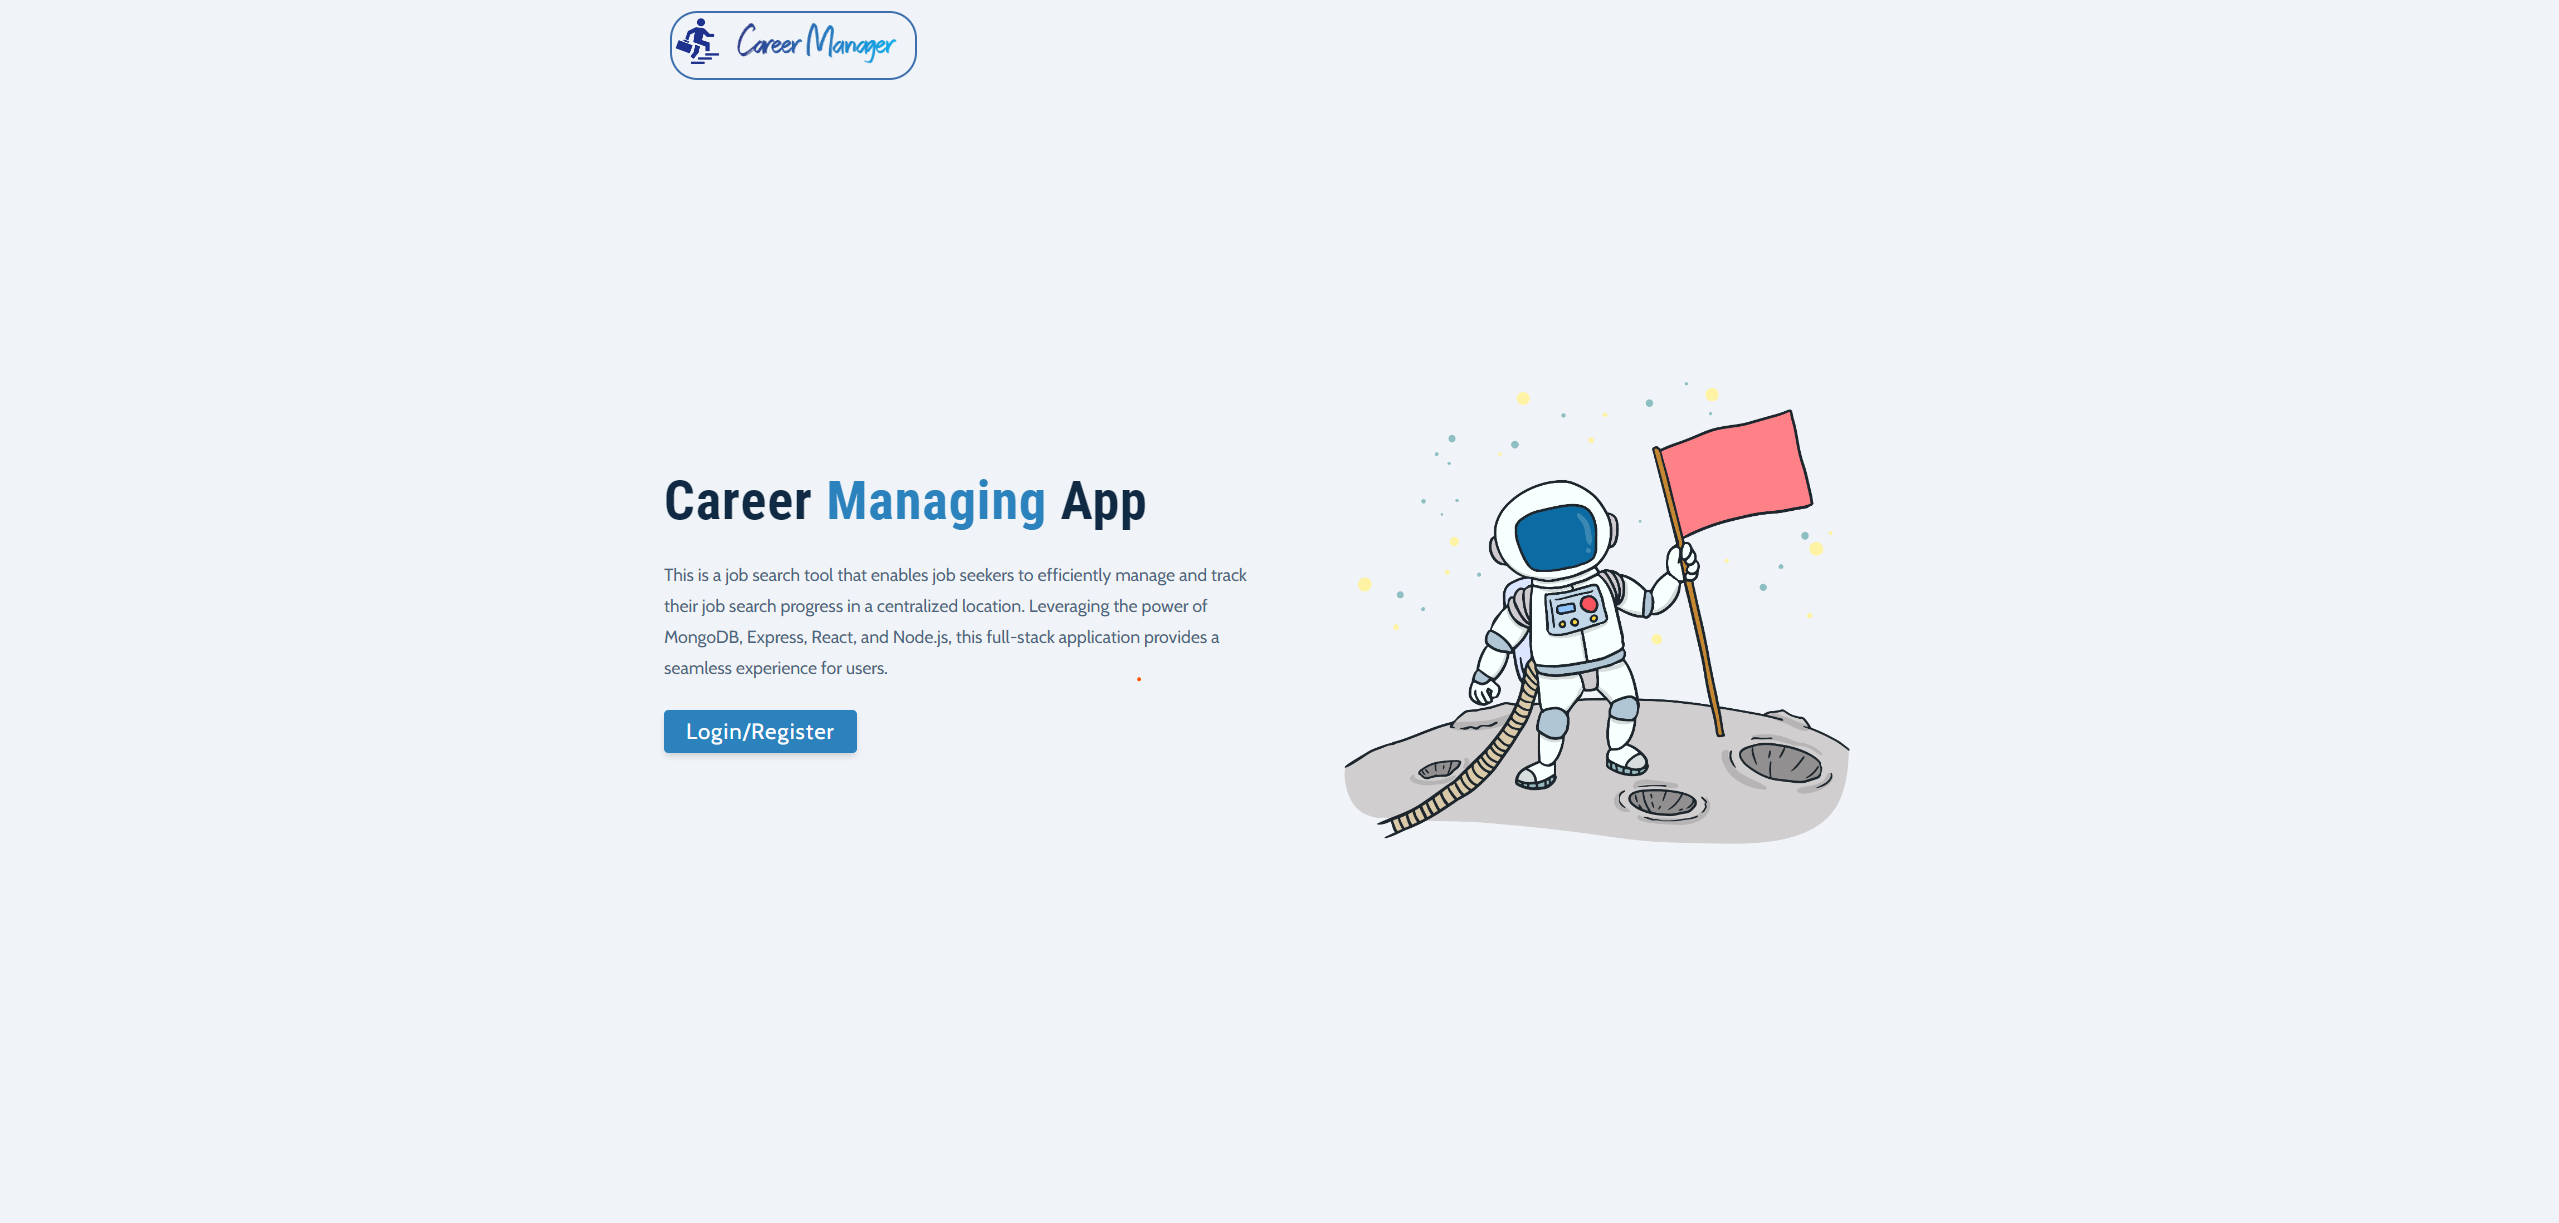 Career Manager
Career Managing App
This is a job search tool that enables job seekers to efficiently manage and track
their job search progress in a centralized location. Leveraging the power of
MongoDB, Express, React, and Node.js, this full-stack application provides a
seamless experience for users.
Login/Register